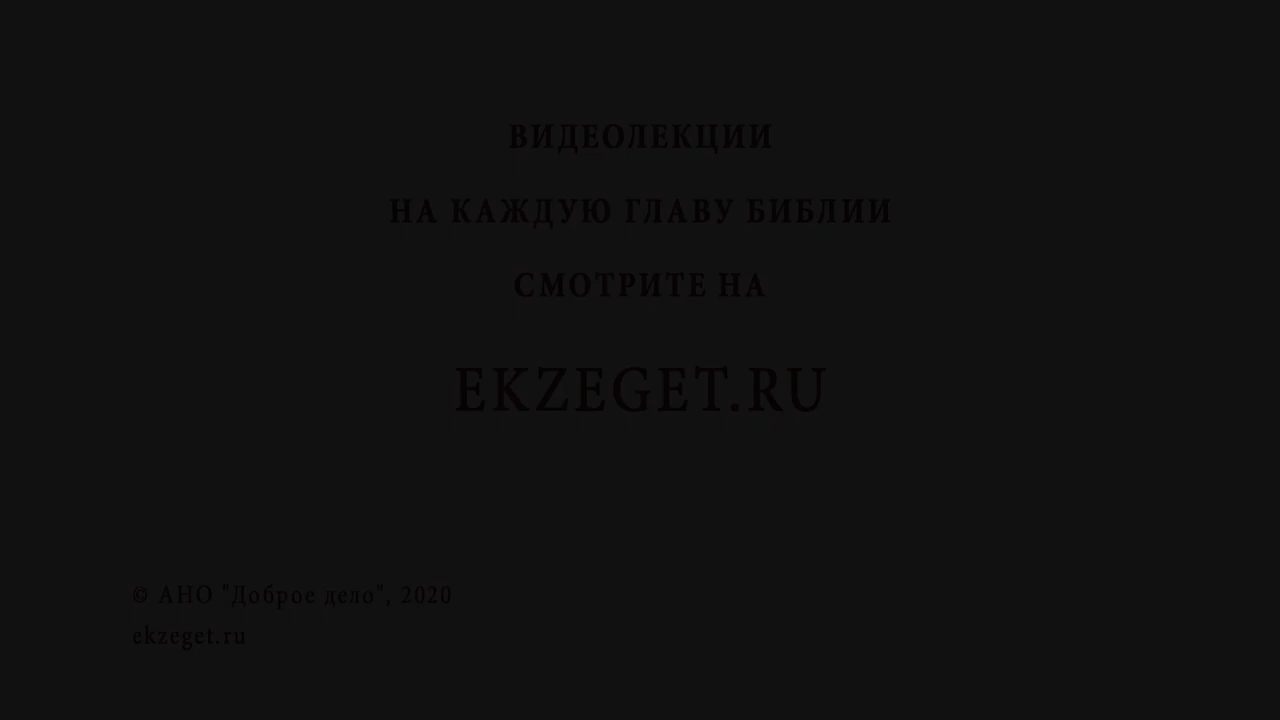 ВИДЕОЛЕКЦИИ
НА КАЖДУЮ ГЛАВУ БИБЛИИ
СМОТРИТЕ НА
EKZEGET.RU
© АНО "Доброе дело", 2020
ekzeget.ru